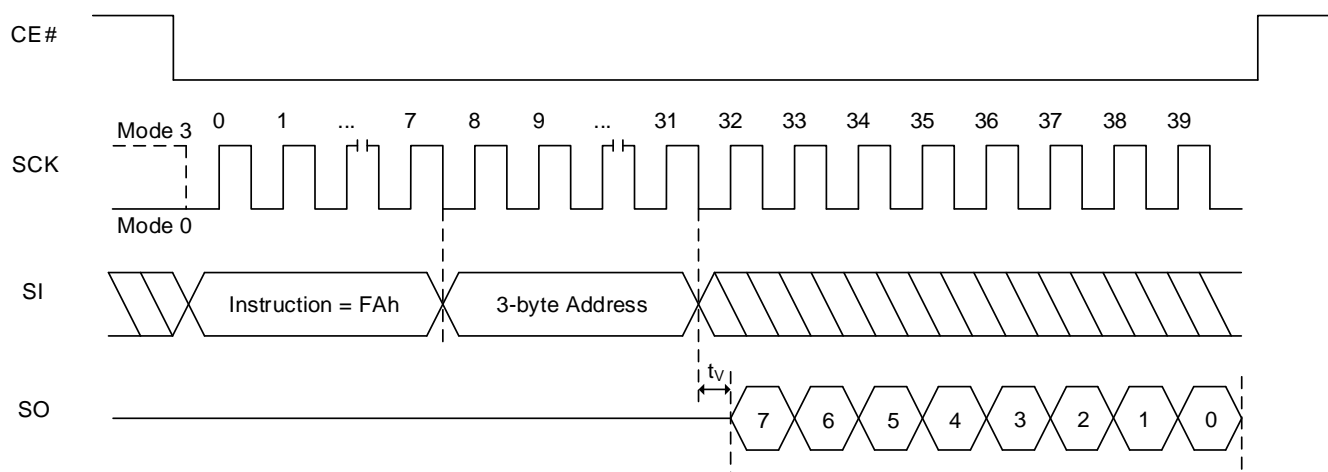 CE#
Mode 3 0 1 ... 7 8 9 ... 31 32 33 34 35 36 37 38 39
SCK
Mode 0
SI Instruction = FAh 3-byte Address
tV
SO 7 6 5 4 3 2 1 0